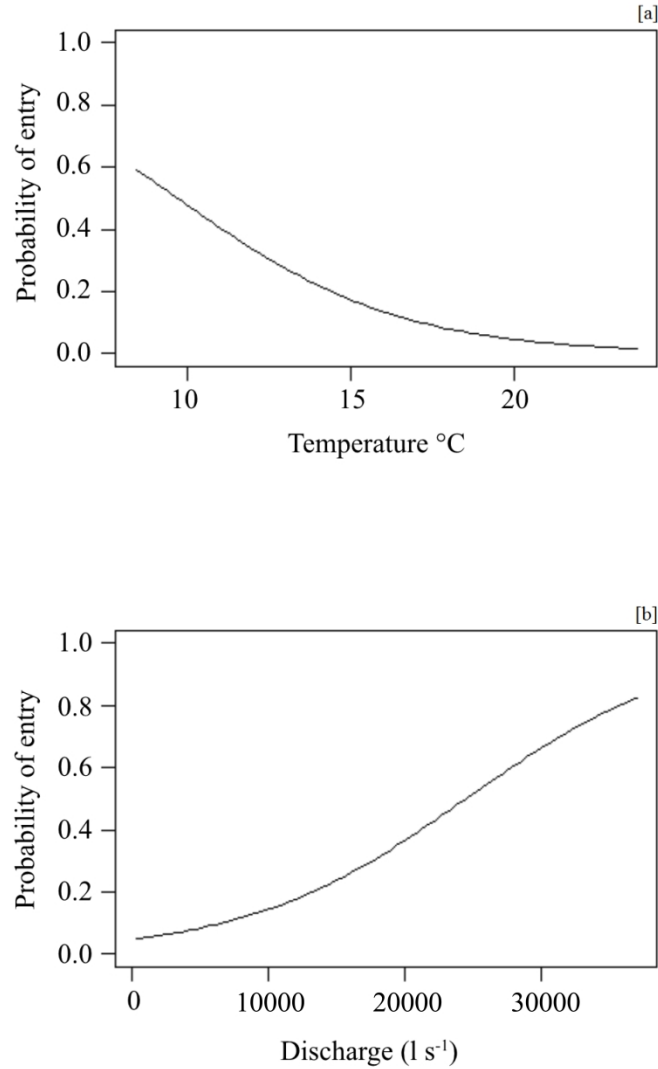 [a]
1.0
0.8
0.6
0.4
0.2
0.0
Probability of entry
10 15 20
Temperature °C
[b]
1.0
0.8
0.6
0.4
0.2
0.0
Probability of entry
0 10000 20000 30000
Discharge (l s⁻¹)